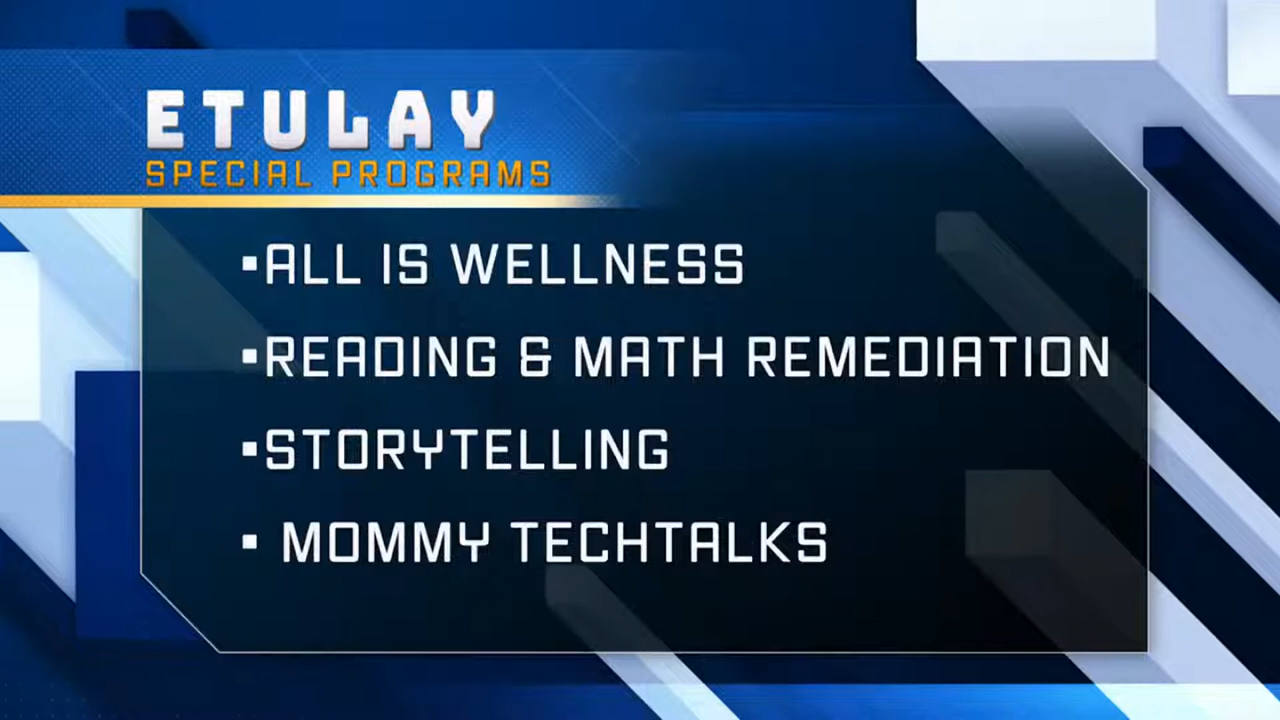 ETULAY
SPECIAL PROGRAMS
▪ALL IS WELLNESS
▪READING & MATH REMEDIATION
▪STORYTELLING
▪ MOMMY TECHTALKS